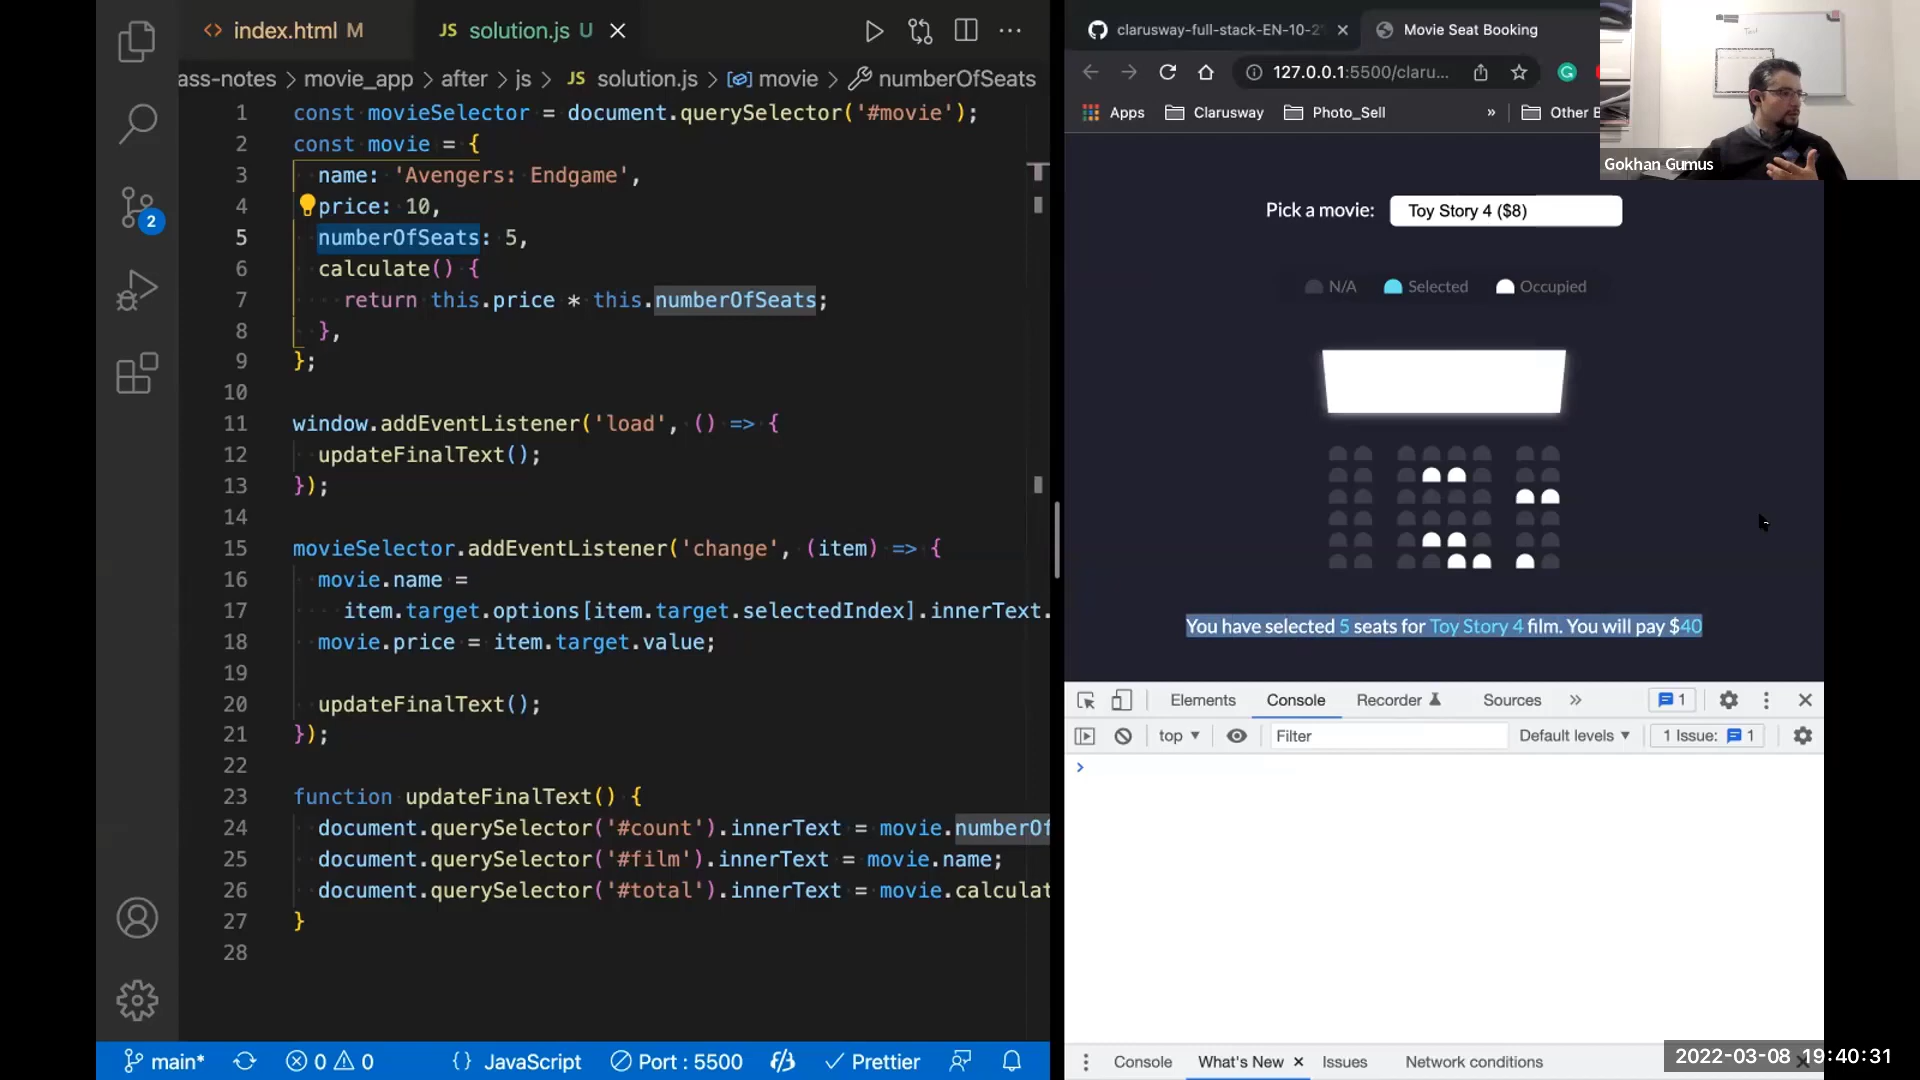 index.html M
JS solution.js U
ass-notes > movie_app > after > js > JS solution.js > movie > numberOfSeats
1 const movieSelector = document.querySelector('#movie');
2 const movie = {
3 name: 'Avengers: Endgame',
4 price: 10,
5 numberOfSeats: 5,
6 calculate() {
7 return this.price * this.numberOfSeats;
8 },
9 };
10
11 window.addEventListener('load', () => {
12 updateFinalText();
13 });
14
15 movieSelector.addEventListener('change', (item) => {
16 movie.name =
17 item.target.options[item.target.selectedIndex].innerText.
18 movie.price = item.target.value;
19
20 updateFinalText();
21 });
22
23 function updateFinalText() {
24 document.querySelector('#count').innerText = movie.numberOf
25 document.querySelector('#film').innerText = movie.name;
26 document.querySelector('#total').innerText = movie.calculat
27 }
28
2
main* 0 0 {} JavaScript Port : 5500 Prettier
clarusway-full-stack-EN-10-2
Movie Seat Booking
127.0.0.1:5500/claru...
Apps Clarusway Photo_Sell » Other B
Gokhan Gumus
Pick a movie: Toy Story 4 ($8)
N/A Selected Occupied
You have selected 5 seats for Toy Story 4 film. You will pay $40
Elements Console Recorder Sources » 1
top Filter Default levels 1 Issue: 1
Console What's New Issues Network conditions
2022-03-08 19:40:31